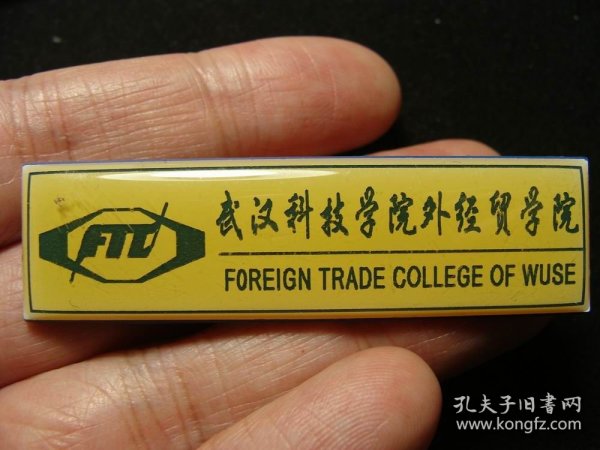 FTC
武汉科技学院外经贸学院
FOREIGN TRADE COLLEGE OF WUSE
孔夫子旧書网
www.kongfz.com